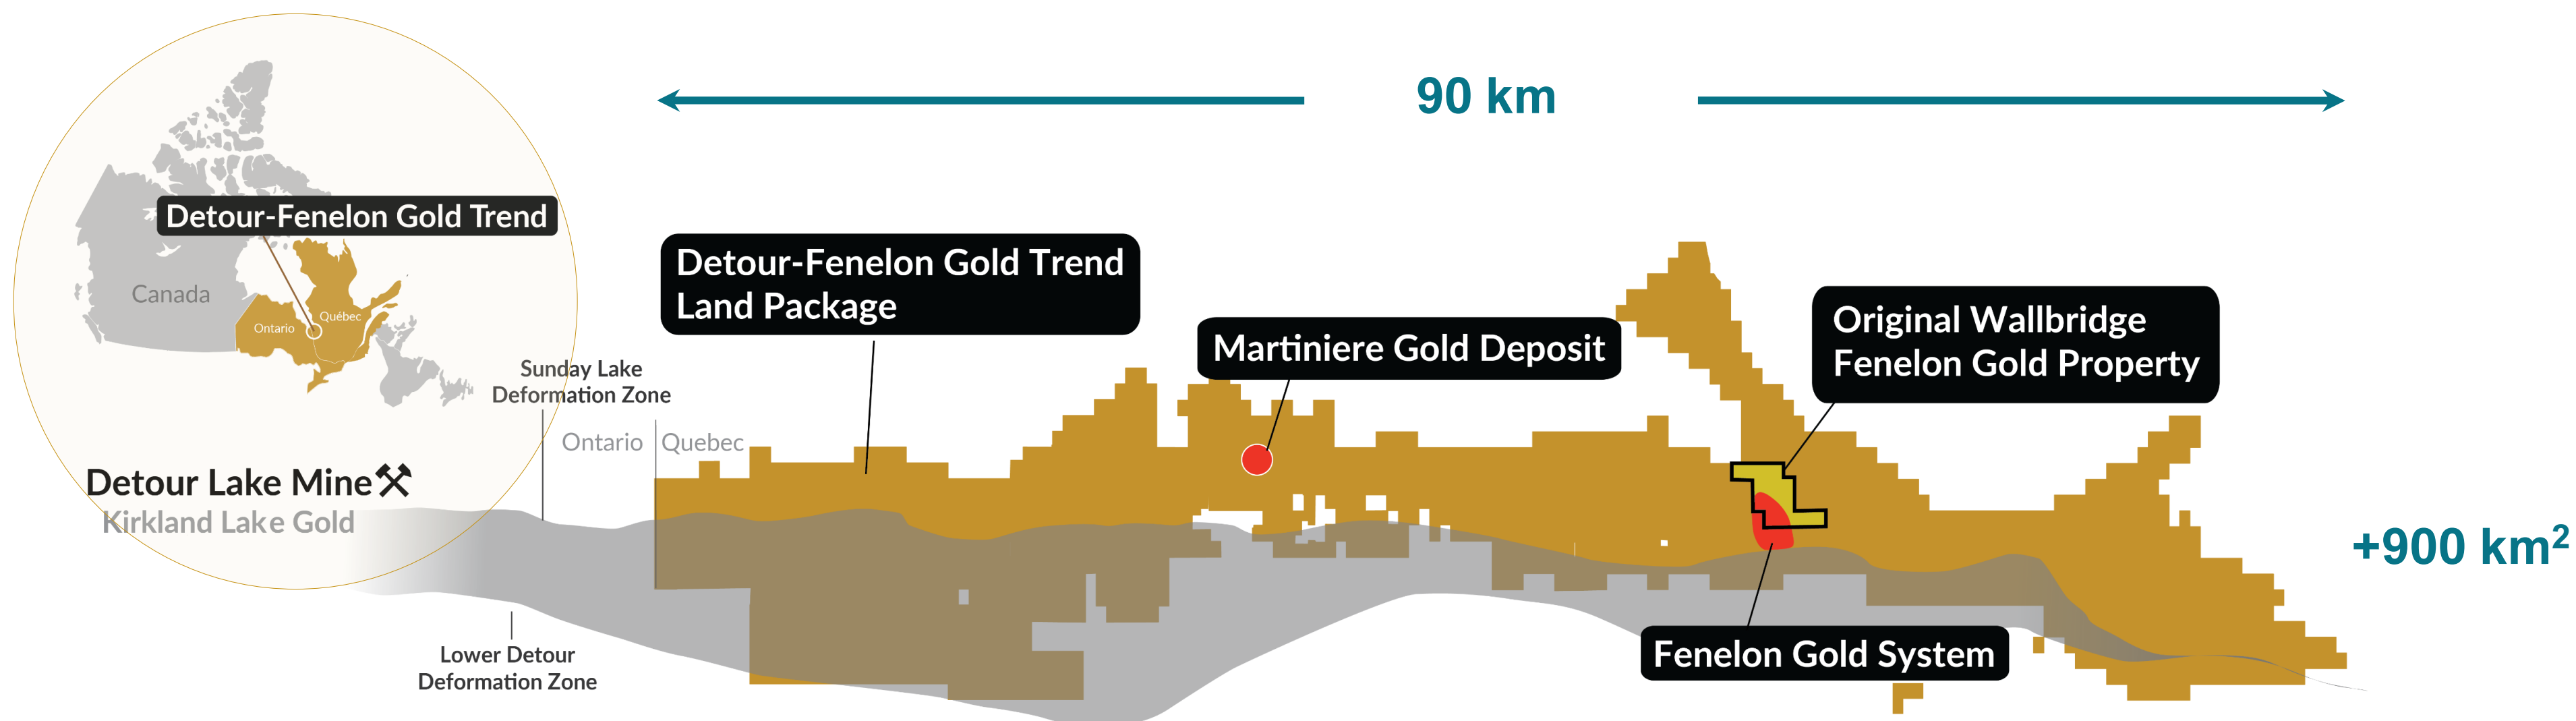 90 km
Detour-Fenelon Gold Trend
Canada
Ontario
Québec
Detour-Fenelon Gold Trend
Land Package
Martiniere Gold Deposit
Original Wallbridge
Fenelon Gold Property
Sunday Lake
Deformation Zone
Ontario
Quebec
Detour Lake Mine
Kirkland Lake Gold
+900 km²
Lower Detour
Deformation Zone
Fenelon Gold System